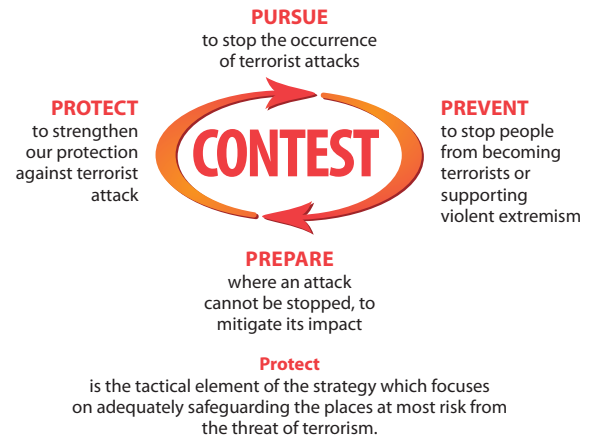 PURSUE
to stop the occurrence
of terrorist attacks
PROTECT
to strengthen
our protection
against terrorist
attack
CONTEST
PREVENT
to stop people
from becoming
terrorists or
supporting
violent extremism
PREPARE
where an attack
cannot be stopped, to
mitigate its impact
Protect
is the tactical element of the strategy which focuses
on adequately safeguarding the places at most risk from
the threat of terrorism.